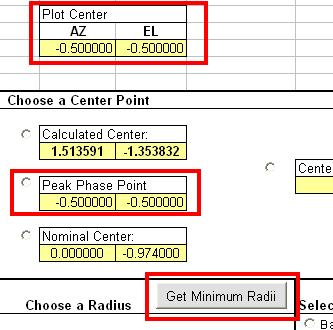 Plot Center
AZ EL
-0.500000 -0.500000
Choose a Center Point
Calculated Center:
1.513591 -1.353832
Peak Phase Point
-0.500000 -0.500000
Cente
Nominal Center:
0.000000 -0.974000
Get Minimum Radii
Choose a Radius
Selec
Ba